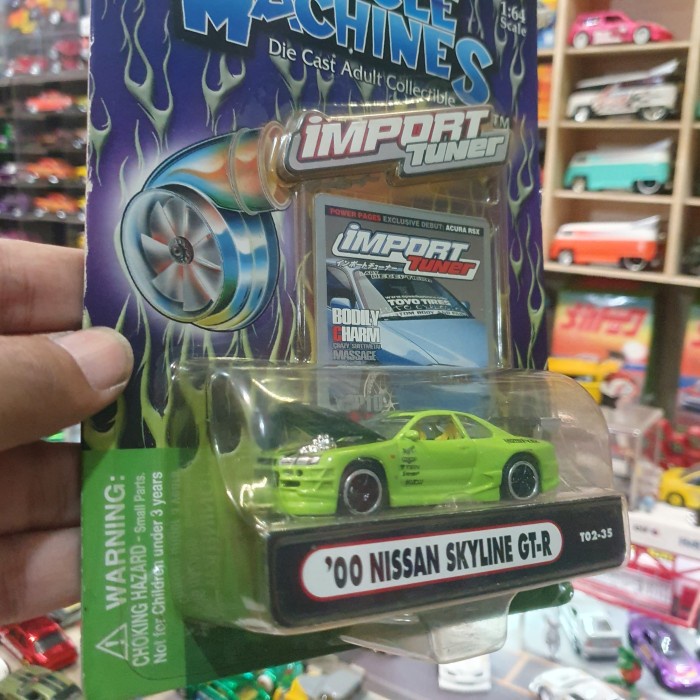 MUSCLE
MACHINES
1:64
Scale
Die Cast Adult Collectible
iMPORT
TUNER
TM
POWER PAGES EXCLUSIVE DEBUT: ACURA RSX
iMPORT
TUNER
TOYO TIRES
BODILY
CHARM
MASSAGE
'00 NISSAN SKYLINE GT-R
T02-35
WARNING:
CHOKING HAZARD - Small Parts.
Not for Children under 3 years